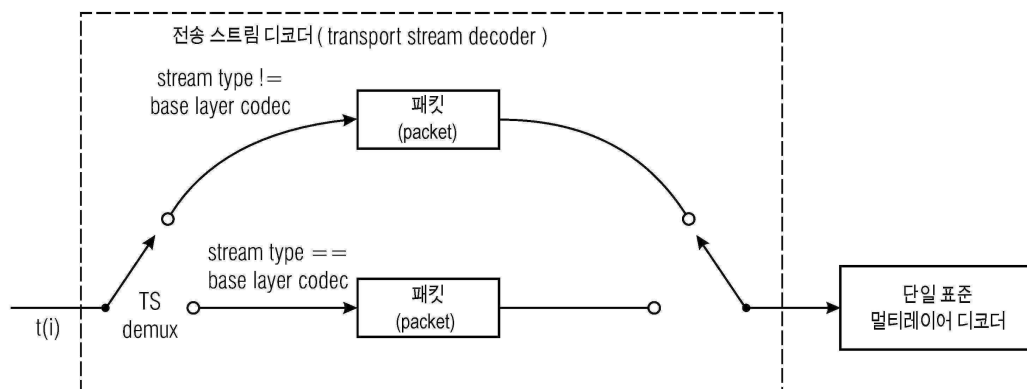 전송 스트림 디코더 ( transport stream decoder )
stream type !=
base layer codec
패킷
(packet)
stream type ==
base layer codec
패킷
(packet)
t(i)
TS
demux
단일 표준
멀티레이어 디코더